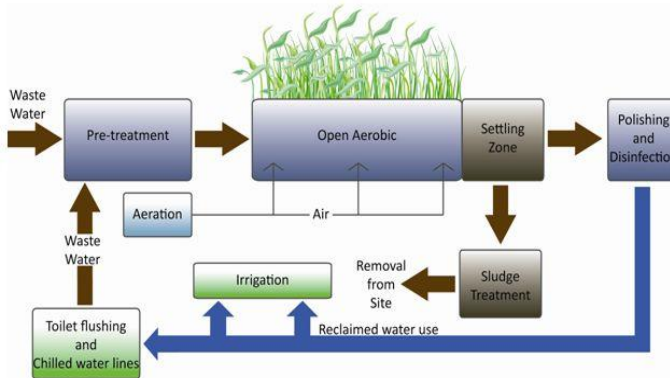 Waste
Water
Pre-treatment
Open Aerobic
Settling
Zone
Polishing
and
Disinfection
Aeration
Air
Waste
Water
Irrigation
Removal
from
Site
Sludge
Treatment
Toilet flushing
and
Chilled water lines
Reclaimed water use